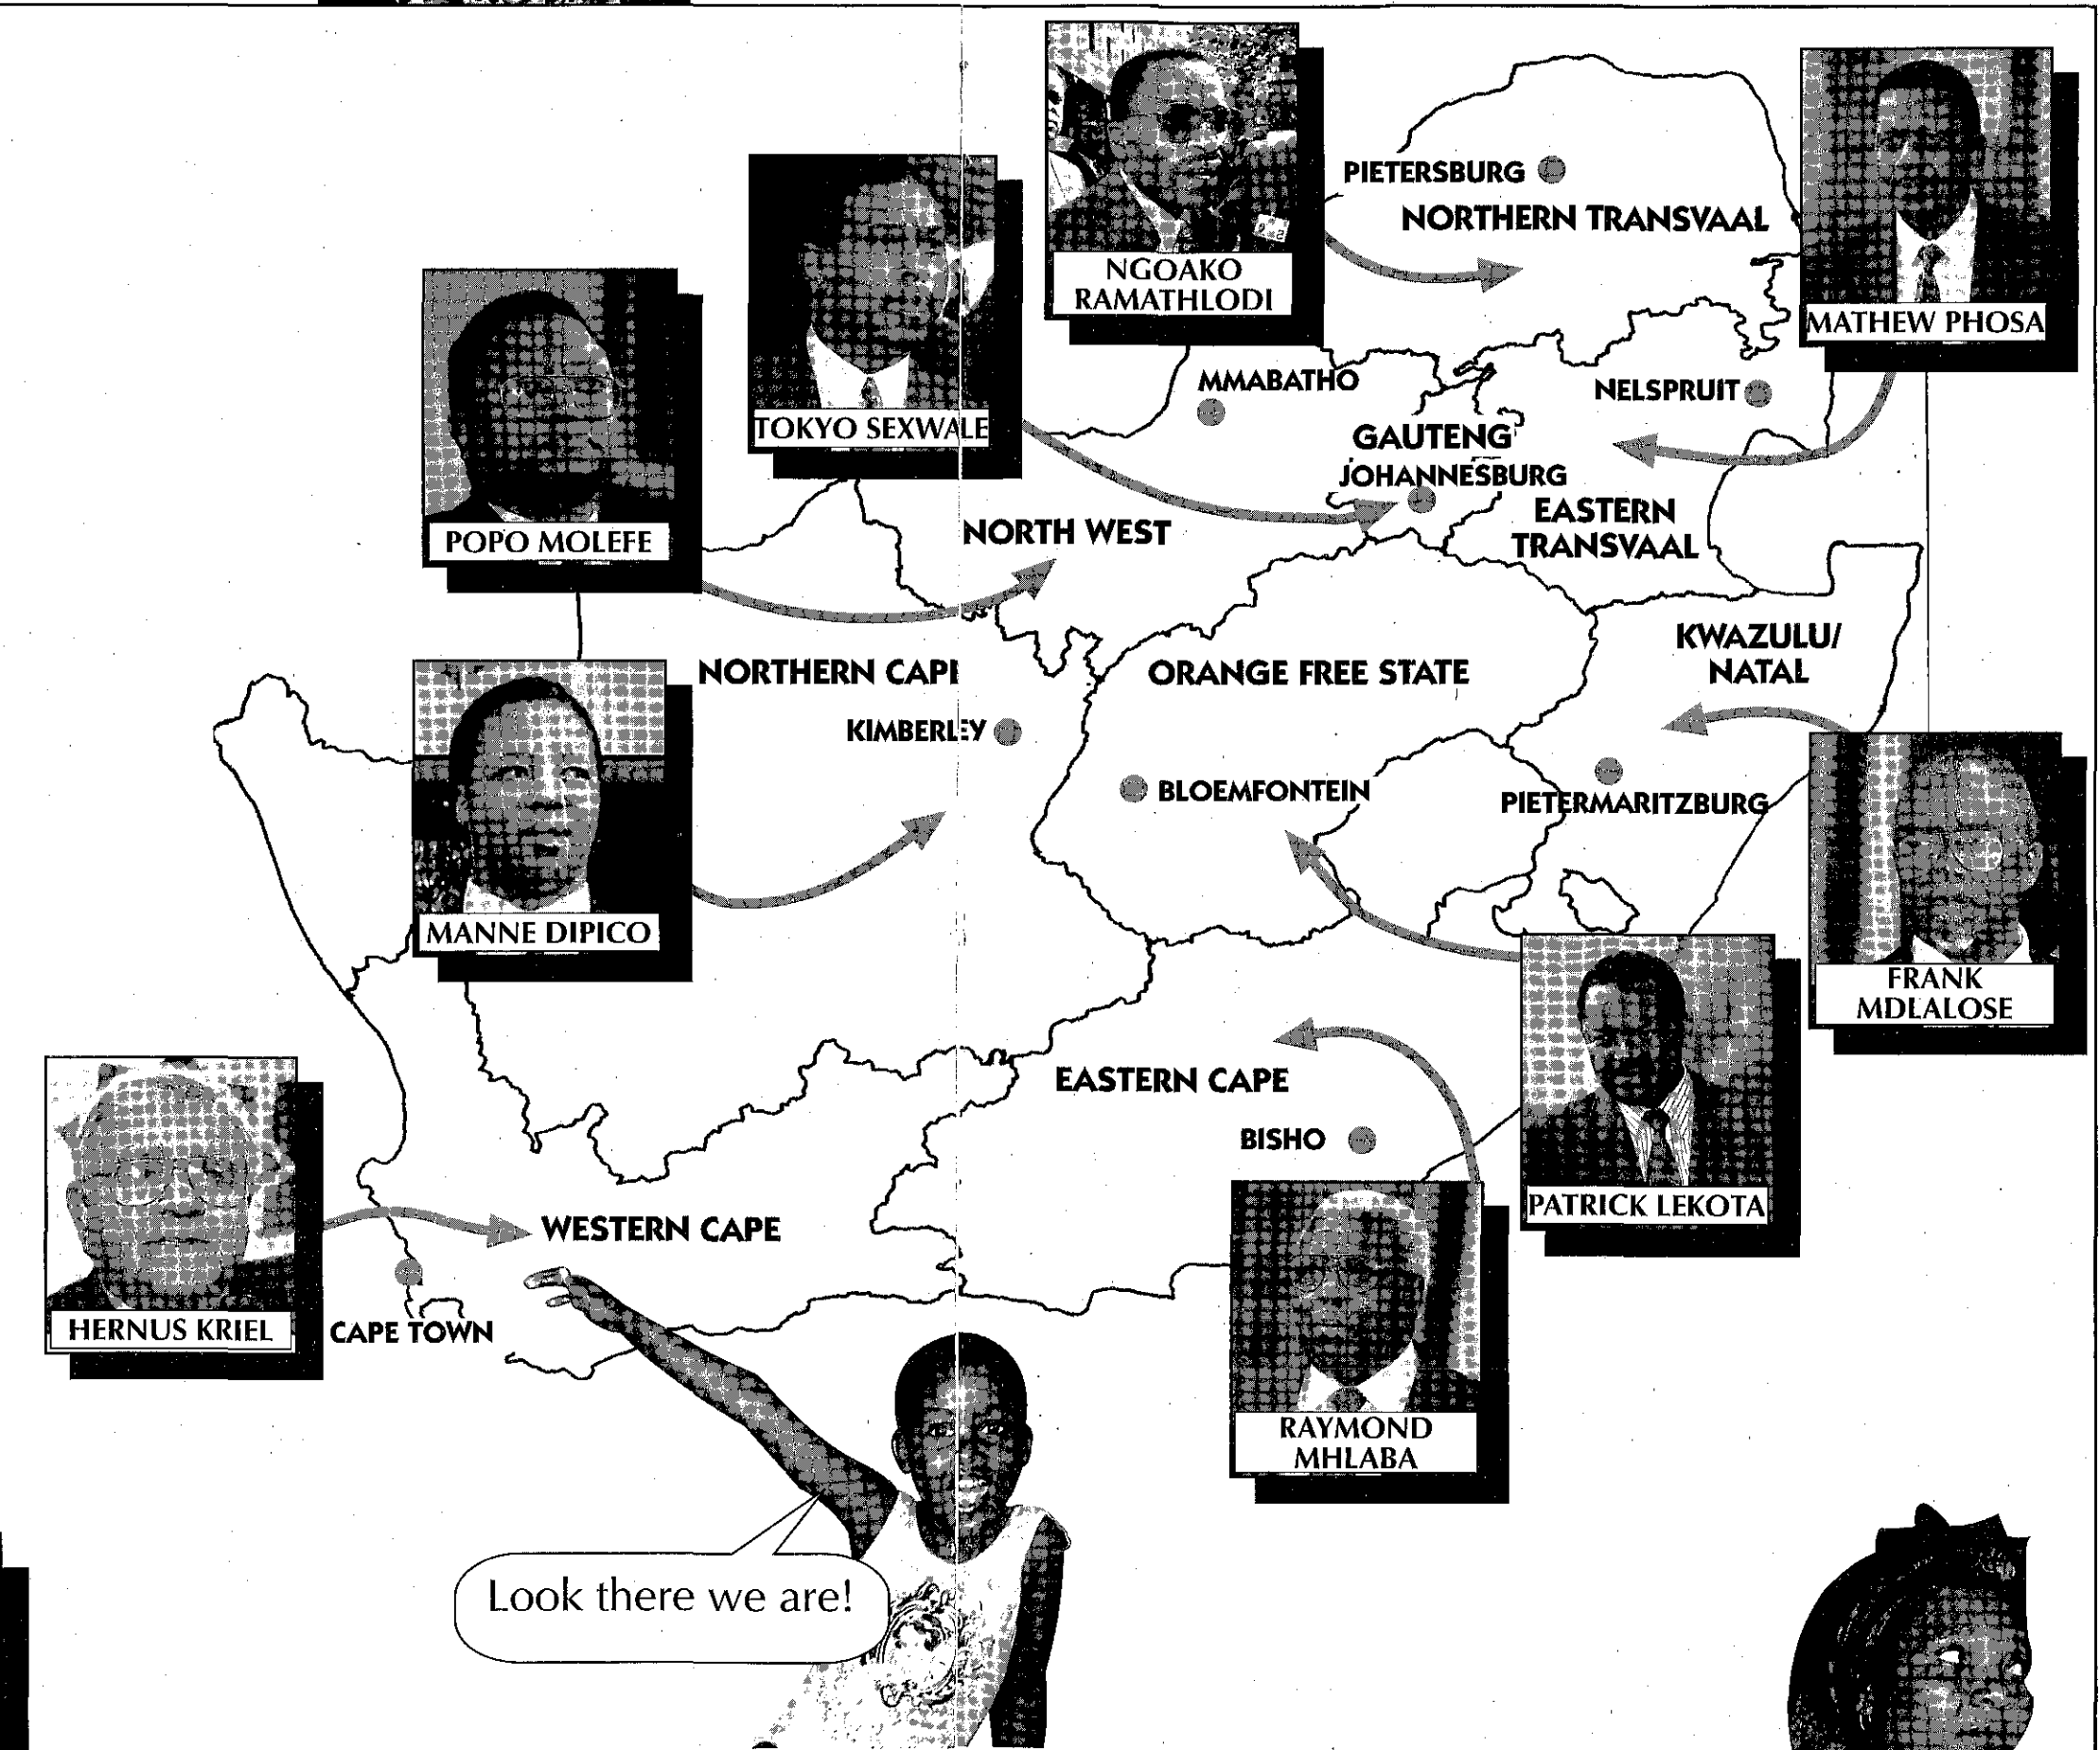 NGOAKO
RAMATHLODI
PIETERSBURG
NORTHERN TRANSVAAL
MATHEW PHOSA
TOKYO SEXWALE
MMABATHO
NELSPRUIT
GAUTENG
JOHANNESBURG
EASTERN
TRANSVAAL
POPO MOLEFE
NORTH WEST
KWAZULU/
NATAL
NORTHERN CAPE
ORANGE FREE STATE
KIMBERLEY
BLOEMFONTEIN
PIETERMARITZBURG
MANNE DIPICO
FRANK
MDLALOSE
EASTERN CAPE
BISHO
PATRICK LEKOTA
WESTERN CAPE
HERNUS KRIEL
CAPE TOWN
RAYMOND
MHLABA
Look there we are!